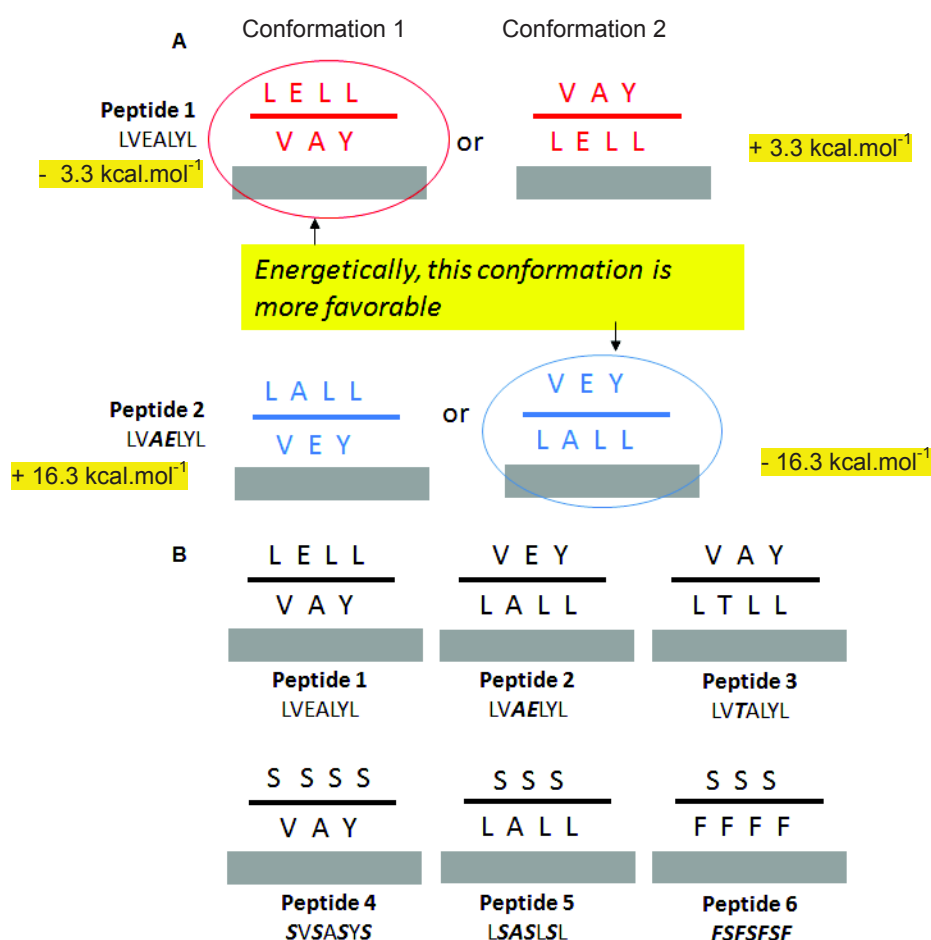 A
Conformation 1 Conformation 2
L E L L V A Y
Peptide 1
LVEALYL
- 3.3 kcal.mol⁻¹
or
V A Y L E L L
+ 3.3 kcal.mol⁻¹
Energetically, this conformation is
more favorable
L A L L V E Y
Peptide 2
LVAELYL
+ 16.3 kcal.mol⁻¹
or
V E Y L A L L
- 16.3 kcal.mol⁻¹
B
L E L L V E Y V A Y
V A Y L A L L L T L L
Peptide 1 Peptide 2 Peptide 3
LVEALYL LVAELYL LVTALYL
S S S S S S S S S S
V A Y L A L L F F F F
Peptide 4 Peptide 5 Peptide 6
SVSASYS LSASLSL FSFSFSF